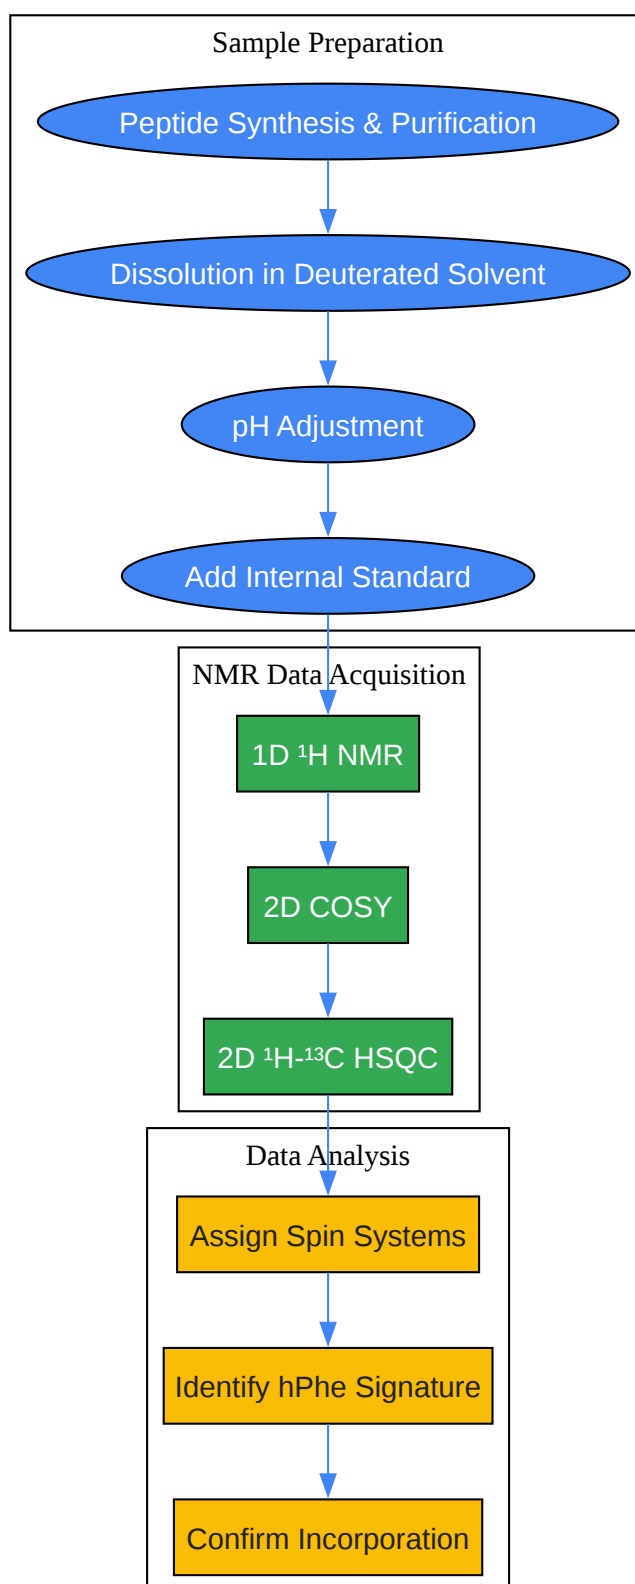 Sample Preparation
Peptide Synthesis & Purification
Dissolution in Deuterated Solvent
pH Adjustment
Add Internal Standard
NMR Data Acquisition
1D ¹H NMR
2D COSY
2D ¹H-¹³C HSQC
Data Analysis
Assign Spin Systems
Identify hPhe Signature
Confirm Incorporation